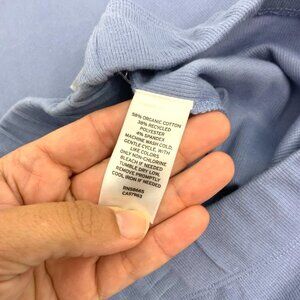 58% ORGANIC COTTON
38% RECYCLED
POLYESTER
4% SPANDEX
MACHINE WASH COLD,
GENTLE CYCLE, WITH
LIKE COLORS
ONLY NON-CHLORINE
BLEACH IF NEEDED
TUMBLE DRY LOW,
REMOVE PROMPTLY
COOL IRON IF NEEDED